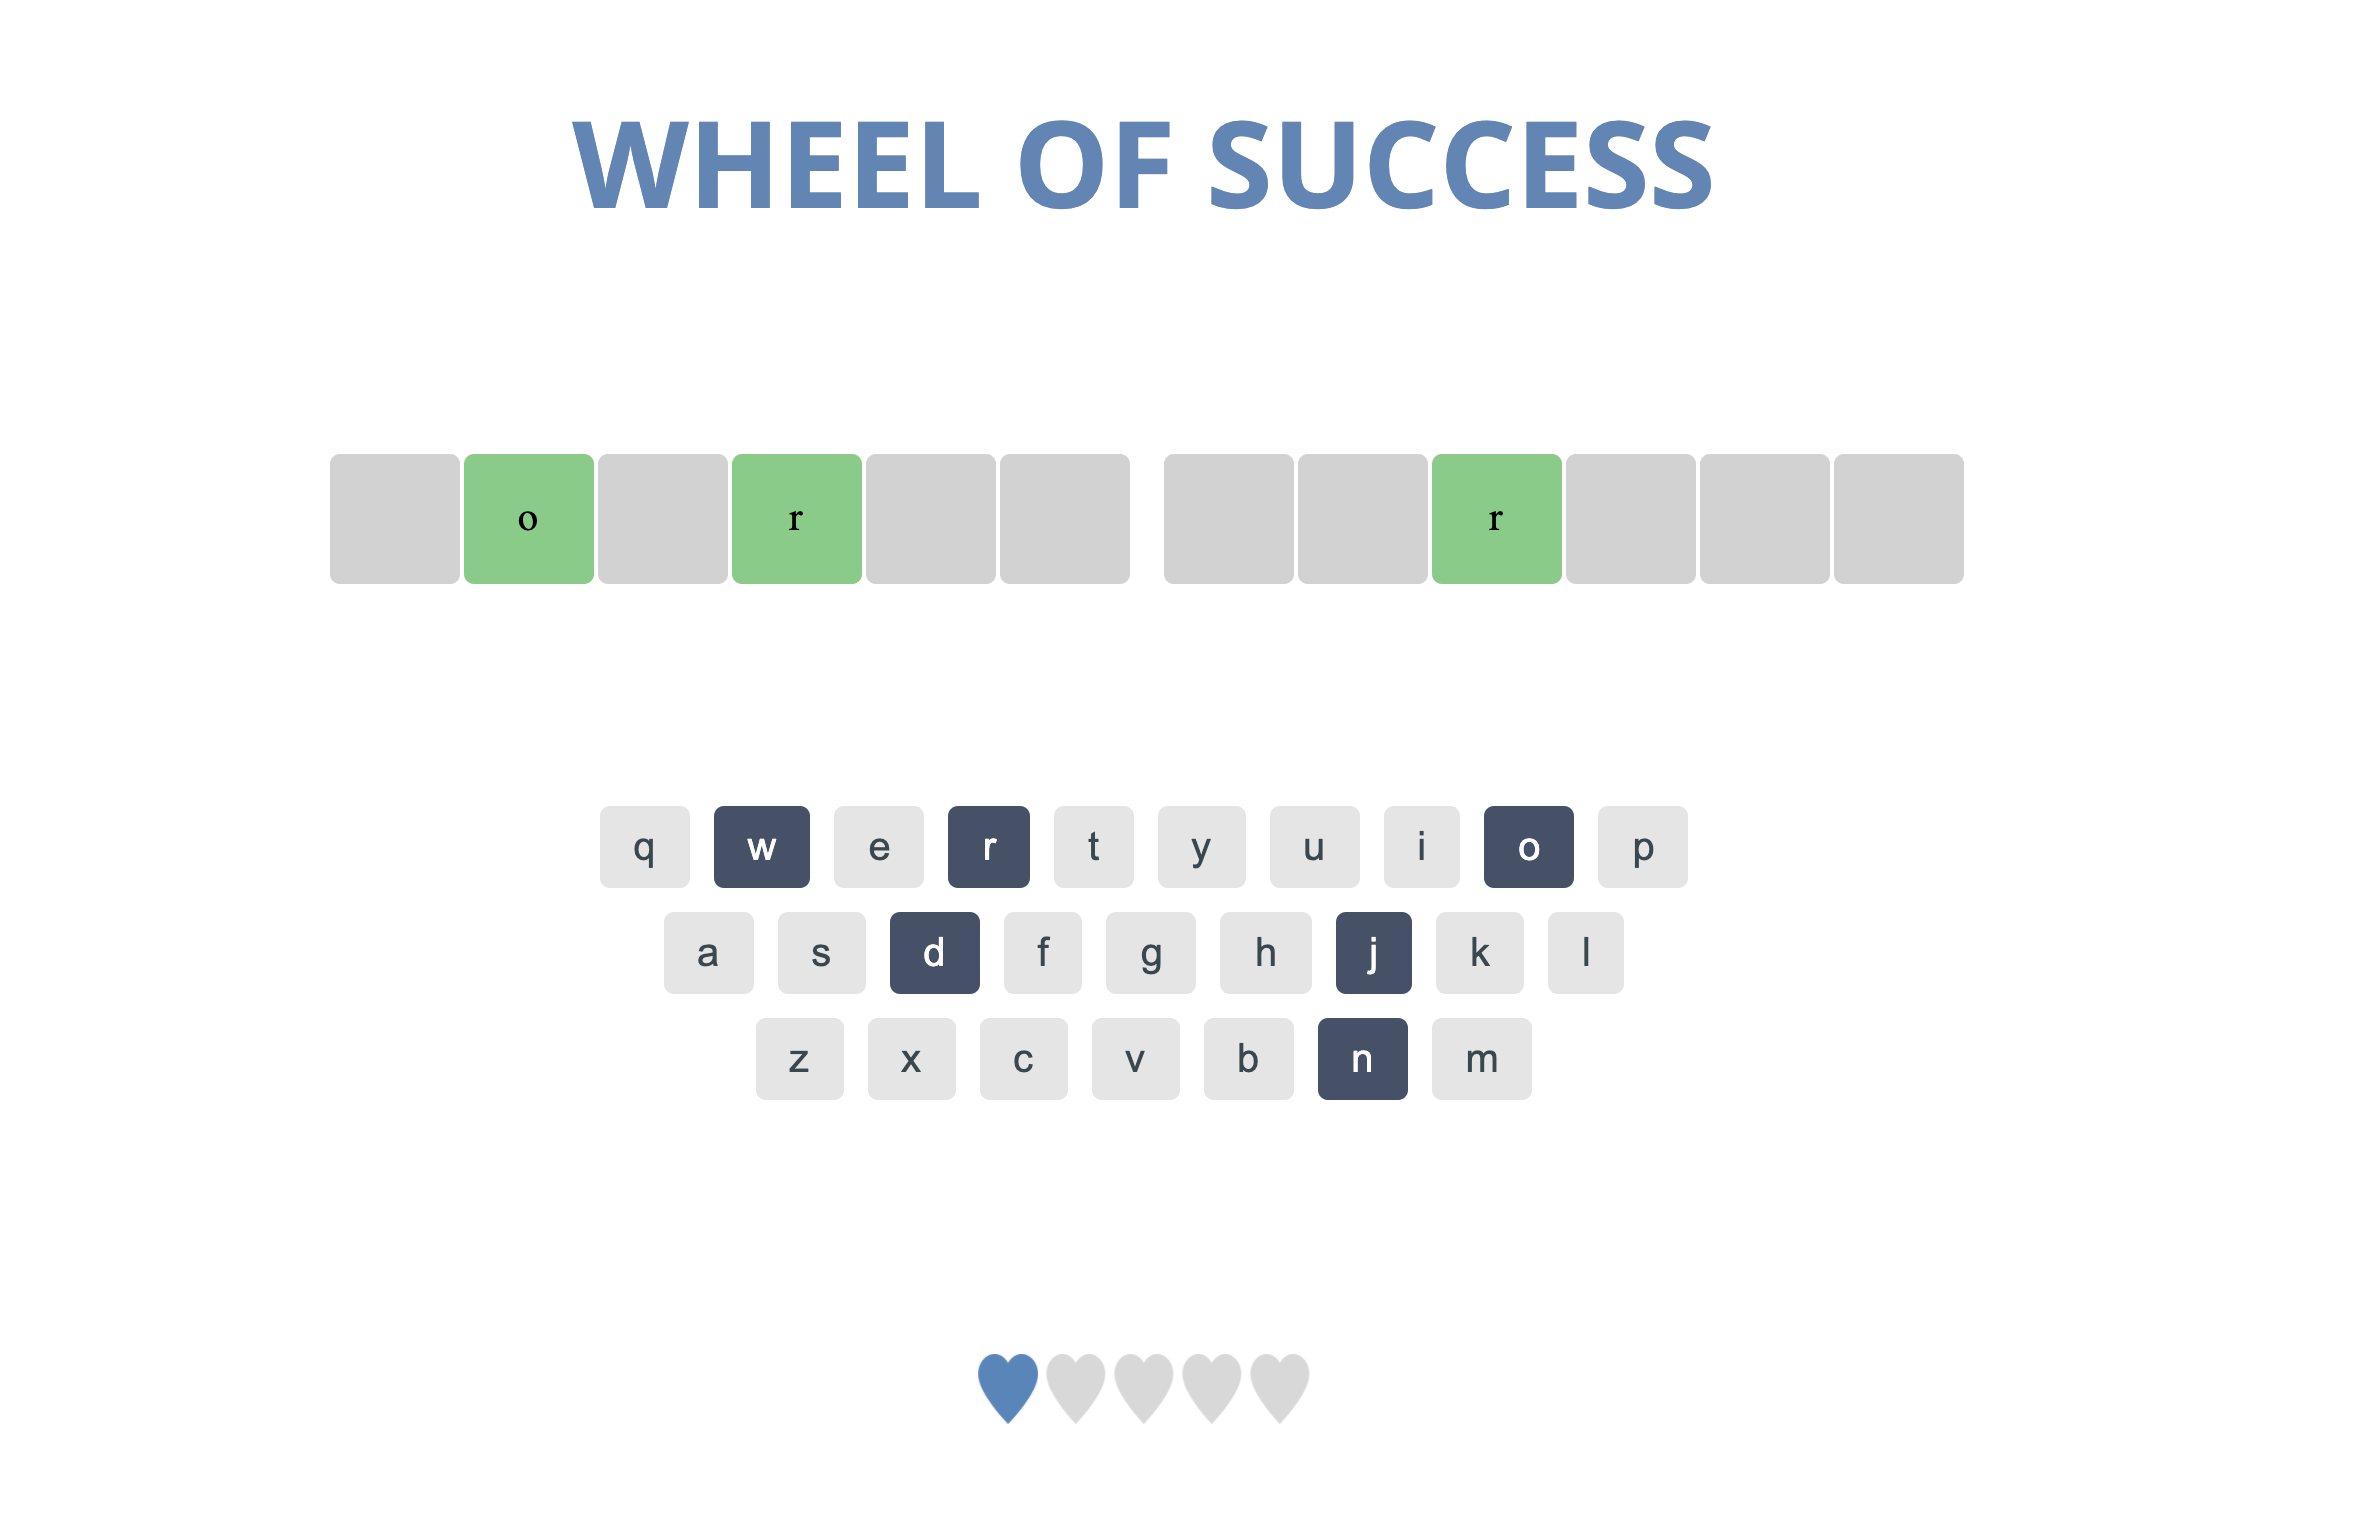 WHEEL OF SUCCESS
o r r
q w e r t y u i o p
a s d f g h j k l
z x c v b n m